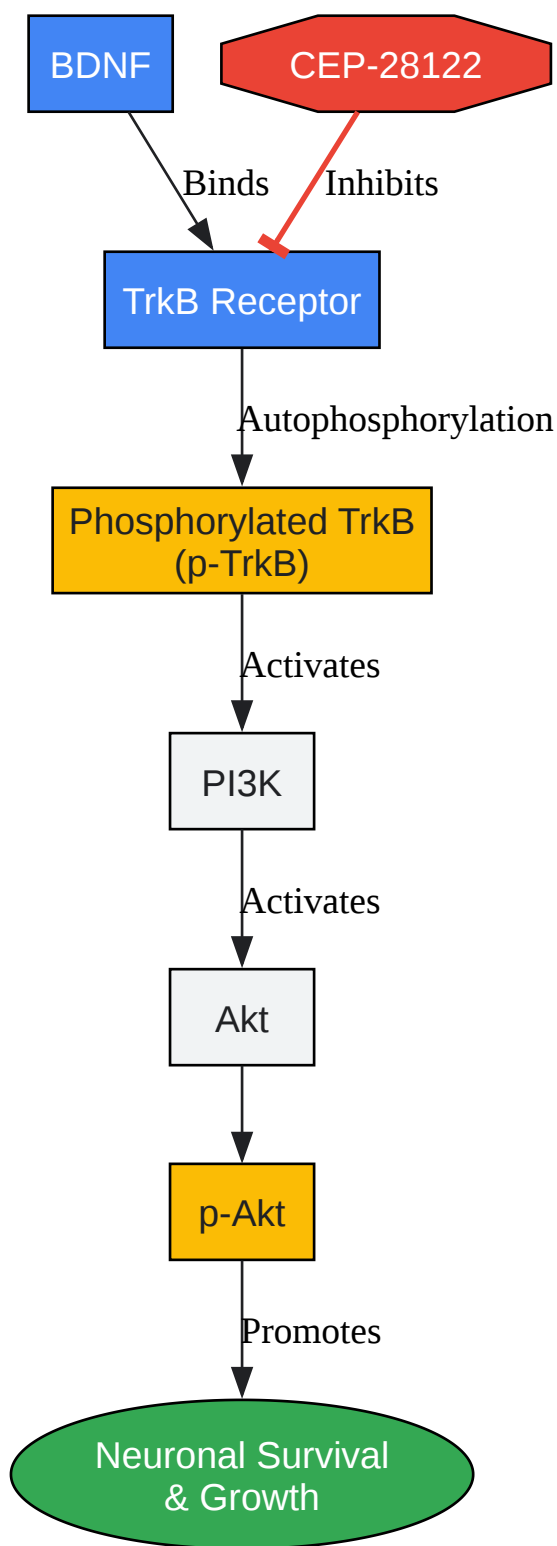 BDNF
CEP-28122
Binds
Inhibits
TrkB Receptor
Autophosphorylation
Phosphorylated TrkB
(p-TrkB)
Activates
PI3K
Activates
Akt
p-Akt
Promotes
Neuronal Survival
& Growth